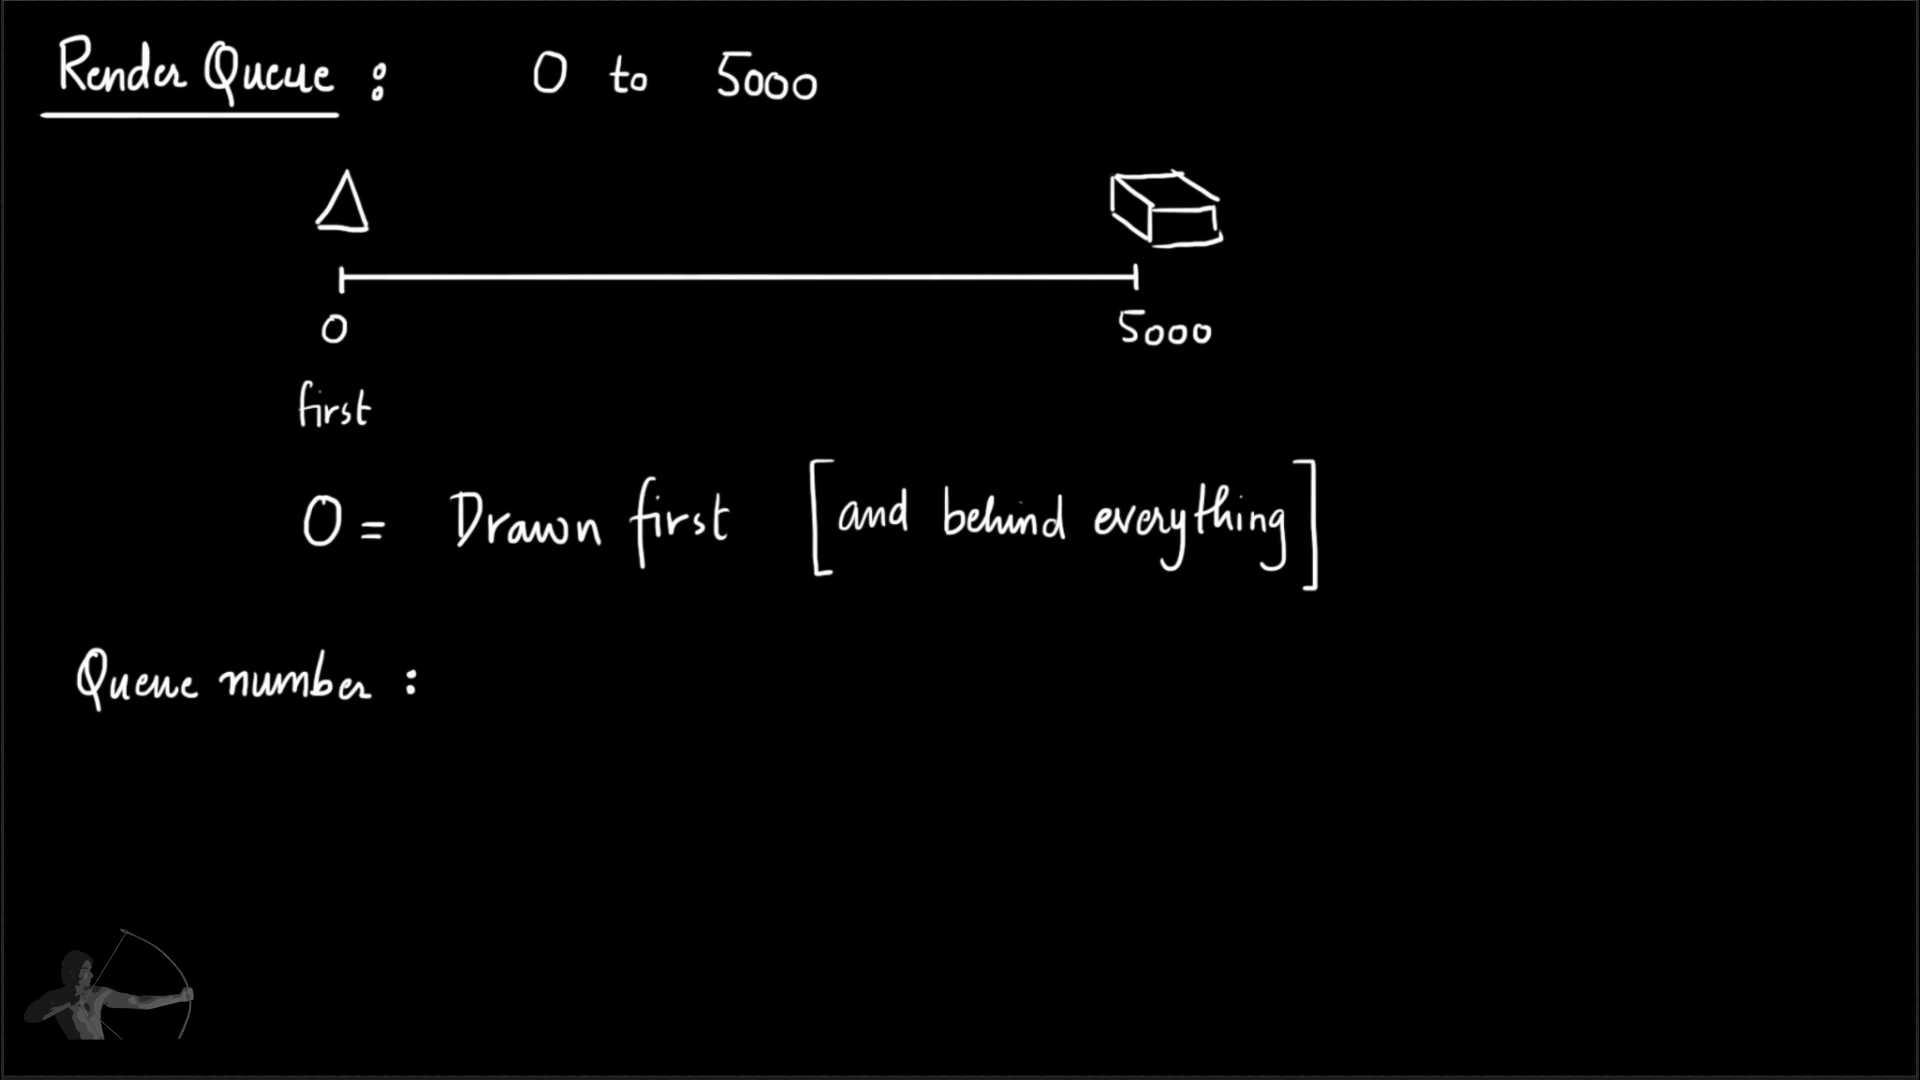 Render Queue : 0 to 5000
0 5000
first
0 = Drawn first [and behind everything]
Queue number :